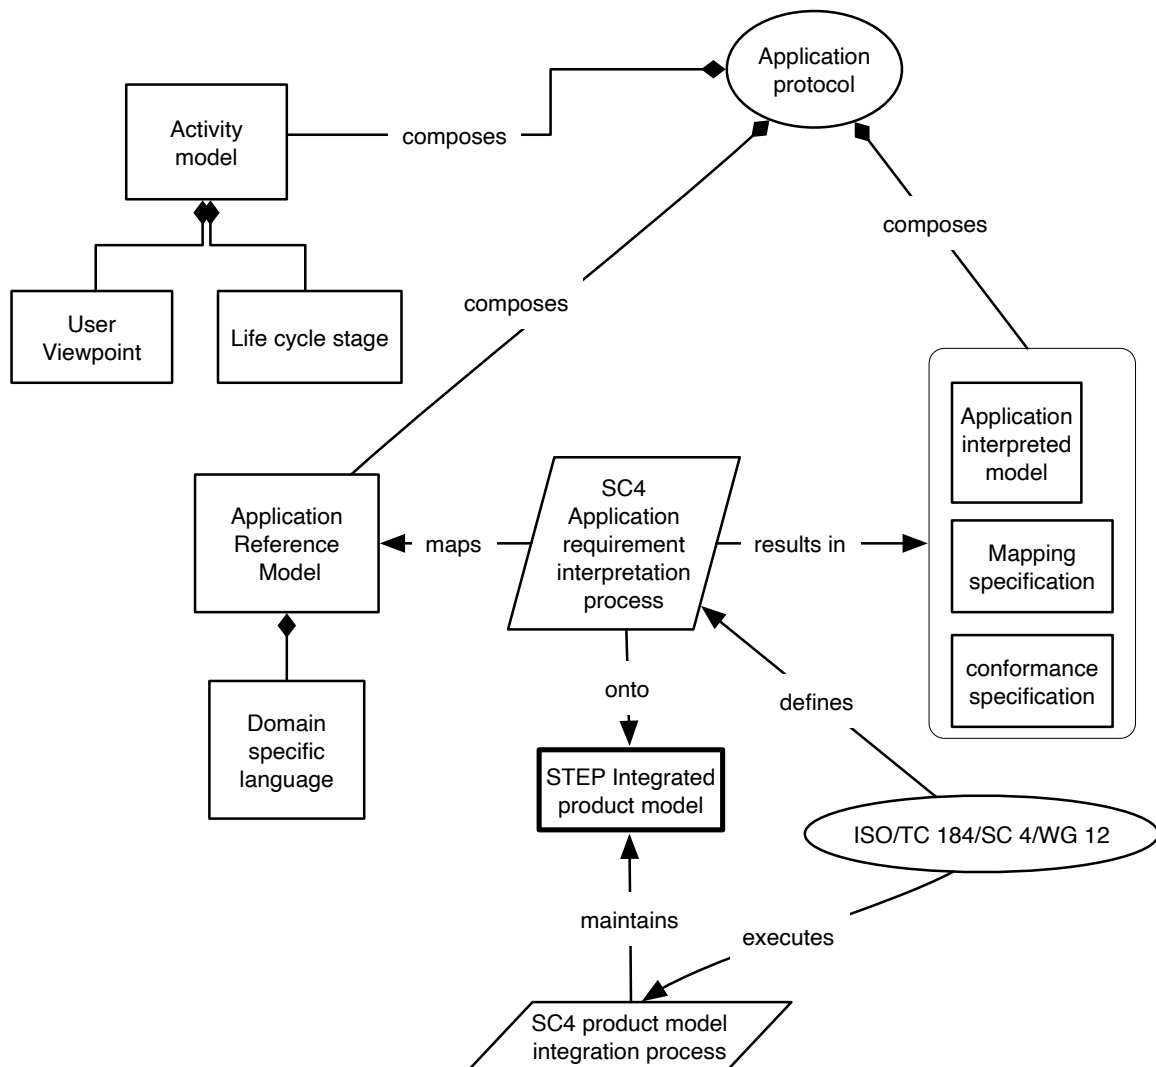 Application
protocol
Activity
model
composes
composes
composes
User
Viewpoint
Life cycle stage
Application
interpreted
model
Application
Reference
Model
maps
SC4
Application
requirement
interpretation
process
results in
Mapping
specification
conformance
specification
onto
defines
Domain
specific
language
STEP Integrated
product model
ISO/TC 184/SC 4/WG 12
maintains
executes
SC4 product model
integration process